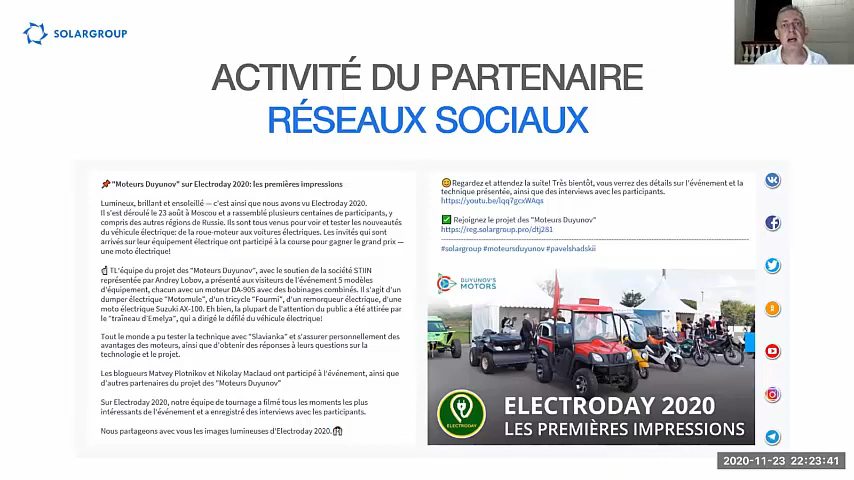 SOLARGROUP
ACTIVITÉ DU PARTENAIRE
RÉSEAUX SOCIAUX
"Moteurs Duyunov" sur Electroday 2020: les premières impressions
Lumineux, brillant et ensoleillé — c'est ainsi que nous avons vu Electroday 2020.
Il s'est déroulé le 23 août à Moscou et a rassemblé plusieurs centaines de participants, y
compris des autres régions de Russie. Ils sont tous venus pour voir et tester les nouveautés
du véhicule électrique: de la roue-moteur aux voitures électriques. Les invités qui sont
arrivés sur leur équipement électrique ont participé à la course pour gagner le grand prix —
une moto électrique!
TL'équipe du projet des "Moteurs Duyunov", avec le soutien de la société STIIN
représentée par Andrey Lobov, a présenté aux visiteurs de l'événement 5 modèles
d'équipement, chacun avec un moteur DA-90S avec des bobinages combinés. Il s'agit d'un
dumper électrique "Motomule", d'un tricycle "Fourmi", d'un remorqueur électrique, d'une
moto électrique Suzuki AX-100. Eh bien, la plupart de l'attention du public a été attirée par
le "traîneau d'Emelya", qui a dirigé le défilé du véhicule électrique!
Tout le monde a pu tester la technique avec "Slavianka" et s'assurer personnellement des
avantages des moteurs, ainsi que d'obtenir des réponses à leurs questions sur la
technologie et le projet.
Les blogueurs Matvey Plotnikov et Nikolay Maclaud ont participé à l'événement, ainsi que
d'autres partenaires du projet des "Moteurs Duyunov"
Sur Electroday 2020, notre équipe de tournage a filmé tous les moments les plus
intéressants de l'événement et a enregistré des interviews avec les participants.
Nous partageons avec vous les images lumineuses d'Electroday 2020.
Regardez et attendez la suite! Très bientôt, vous verrez des détails sur l'événement et la
technique présentée, ainsi que des interviews avec les participants.
https://youtu.be/iqq7gcxWAqs
Rejoignez le projet des "Moteurs Duyunov"
https://reg.solargroup.pro/dtj281
#solargroup #moteursduyunov #pavelshadskii
DUYUNOV'S
MOTORS
ELECTRODAY
ELECTRODAY 2020
LES PREMIÈRES IMPRESSIONS
2020-11-23 22:23:41